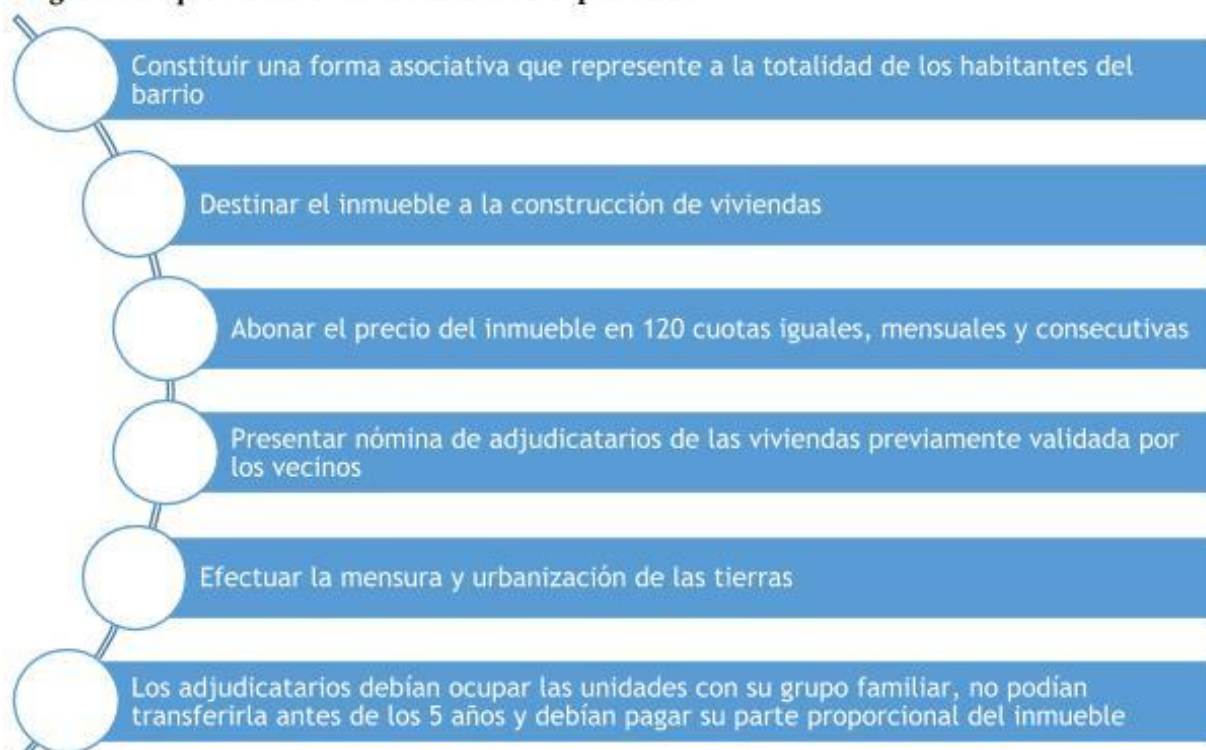 Constituir una forma asociativa que represente a la totalidad de los habitantes del
barrio
Destinar el inmueble a la construcción de viviendas
Abonar el precio del inmueble en 120 cuotas iguales, mensuales y consecutivas
Presentar nómina de adjudicatarios de las viviendas previamente validada por
los vecinos
Efectuar la mensura y urbanización de las tierras
Los adjudicatarios debían ocupar las unidades con su grupo familiar, no podían
transferirla antes de los 5 años y debían pagar su parte proporcional del inmueble